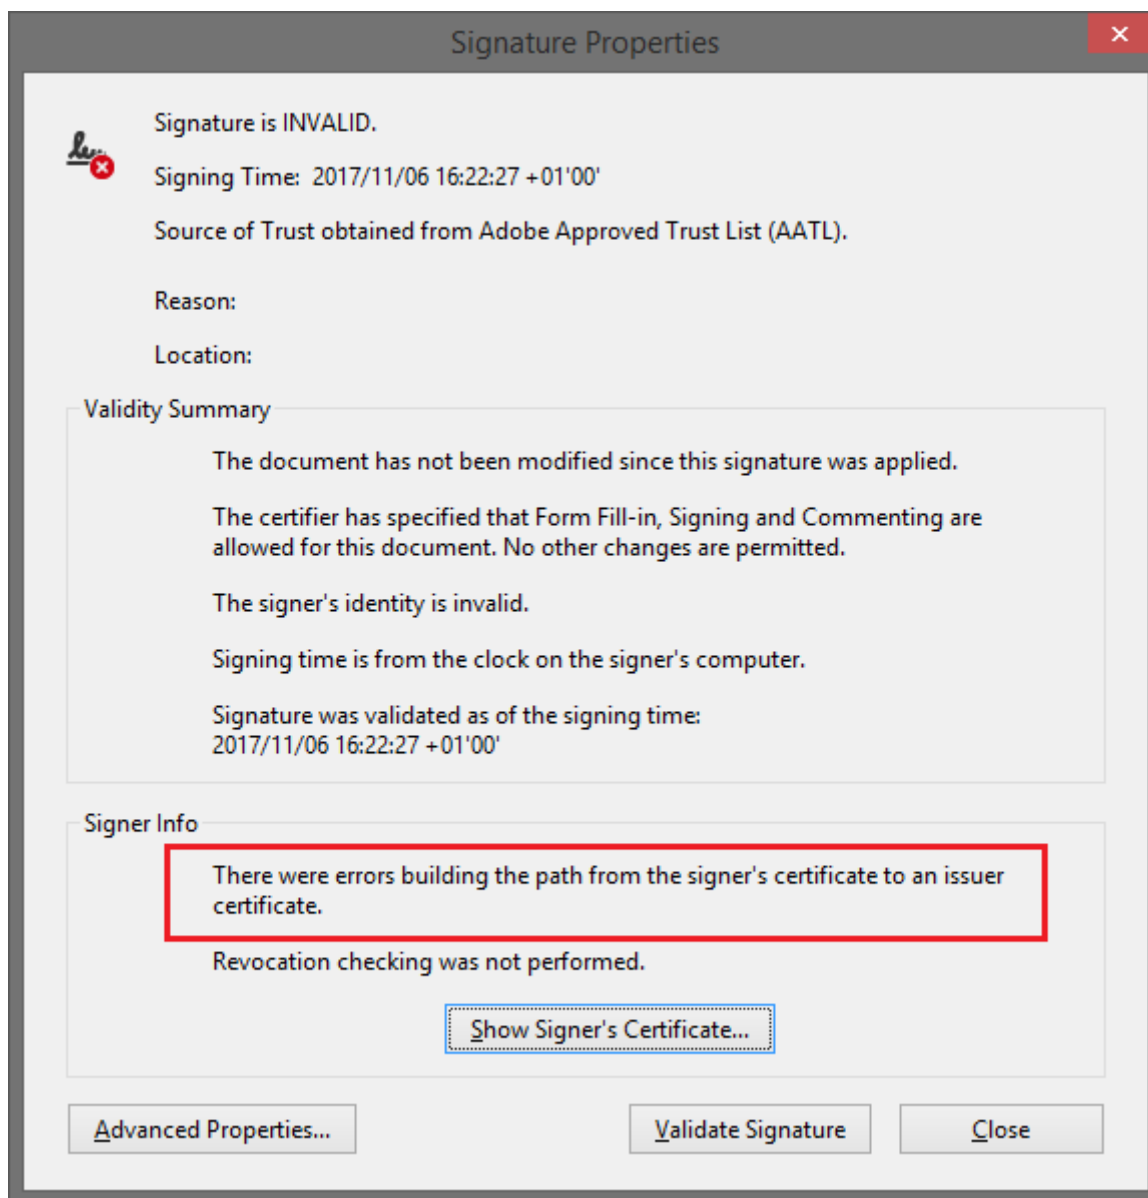 Signature Properties
Signature is INVALID.
Signing Time: 2017/11/06 16:22:27 +01'00'
Source of Trust obtained from Adobe Approved Trust List (AATL).
Reason:
Location:
Validity Summary
The document has not been modified since this signature was applied.
The certifier has specified that Form Fill-in, Signing and Commenting are
allowed for this document. No other changes are permitted.
The signer's identity is invalid.
Signing time is from the clock on the signer's computer.
Signature was validated as of the signing time:
2017/11/06 16:22:27 +01'00'
Signer Info
There were errors building the path from the signer's certificate to an issuer
certificate.
Revocation checking was not performed.
Show Signer's Certificate...
Advanced Properties...
Validate Signature
Close